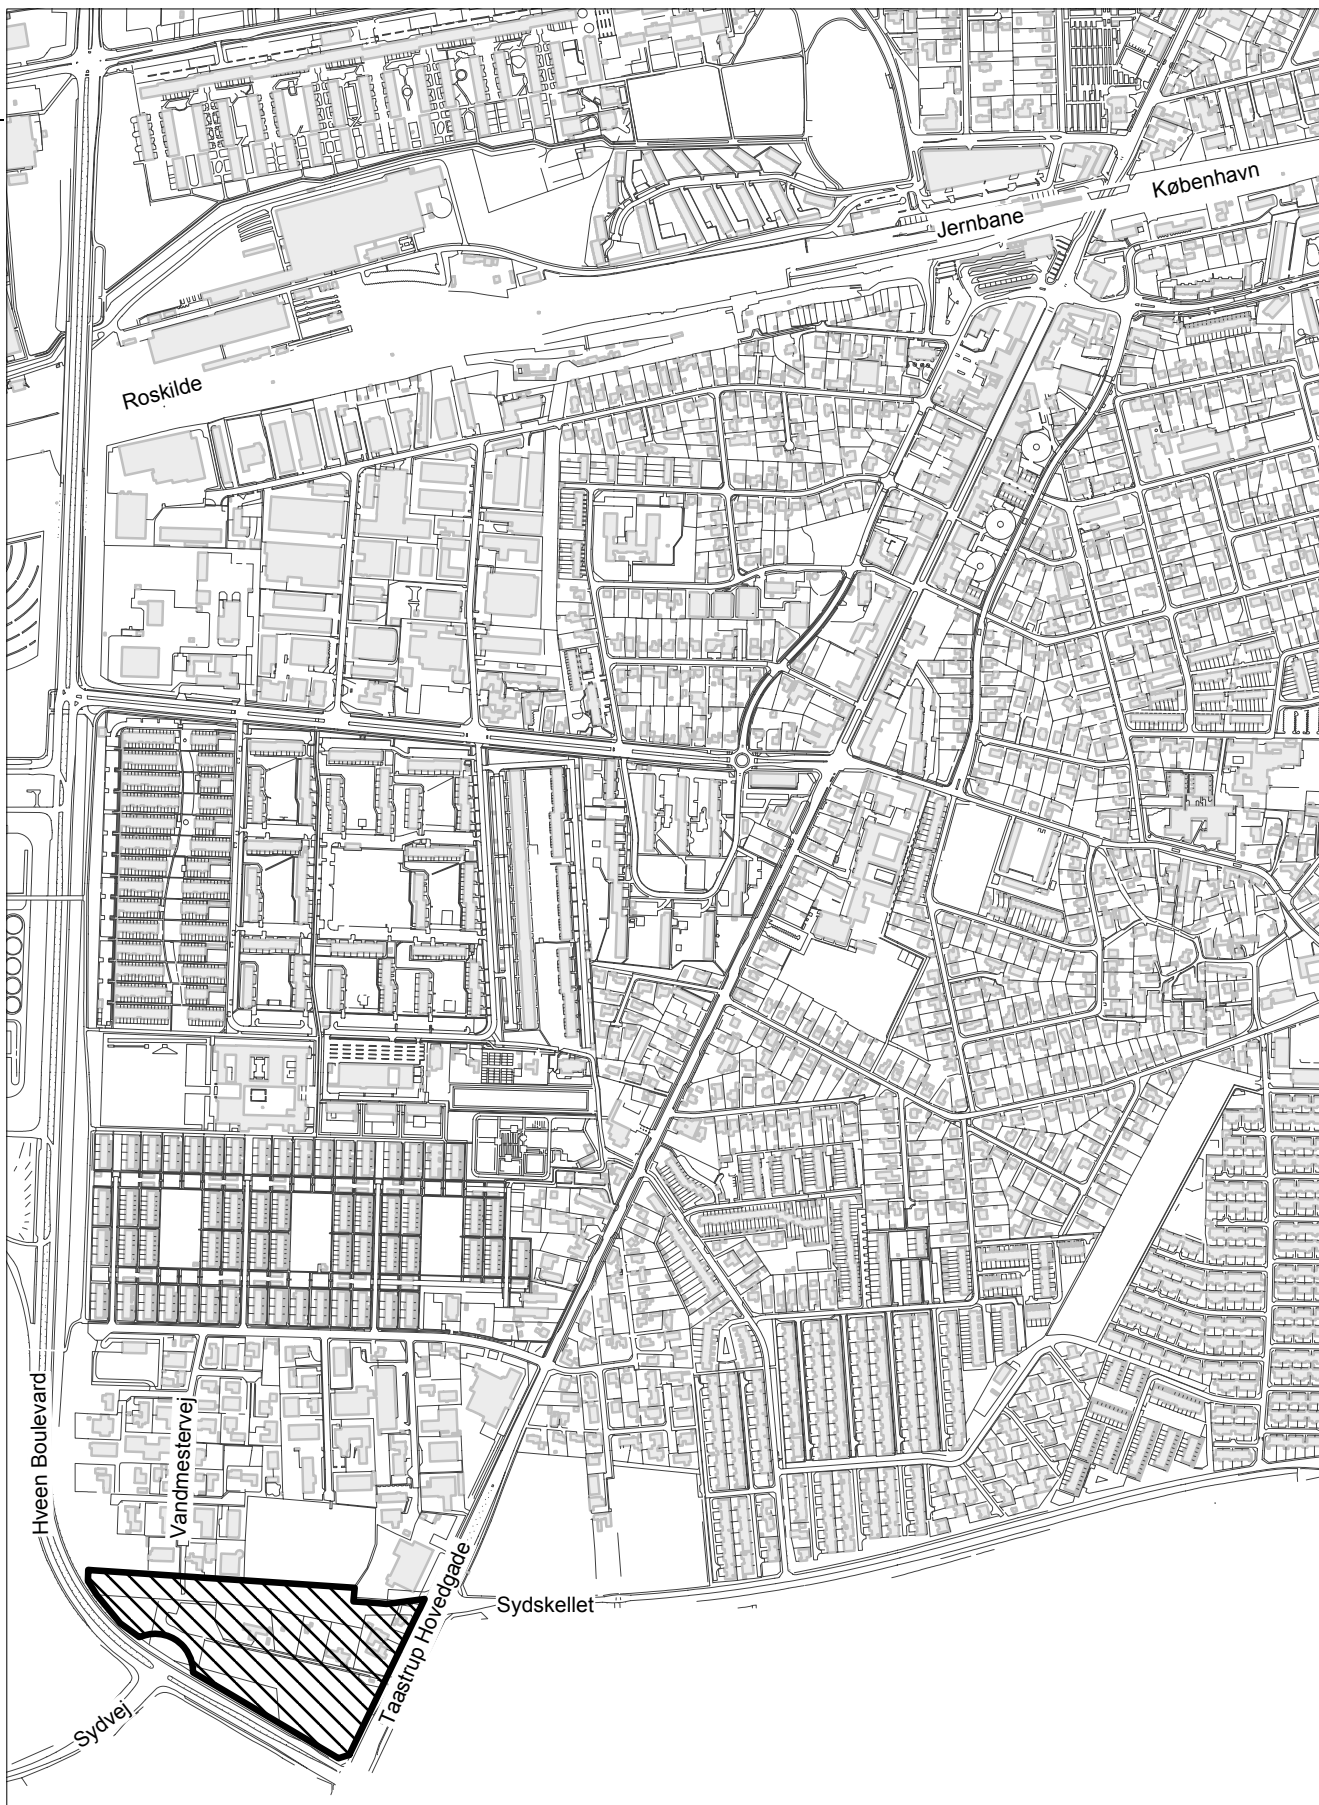 København
Jernbane
Roskilde
Hveen Boulevard
Vandmestervej
Taastrup Hovedgade
Sydskellet
Sydvej